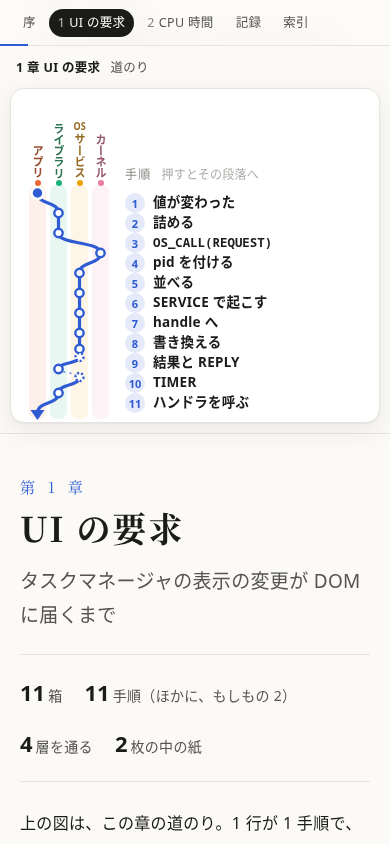 序 1 UI の要求 2 CPU 時間 記録 索引
1 章 UI の要求 道のり
アプリ
ライブラリ
OS サービス
カーネル
手順 押すとその段落へ
1 値が変わった
2 詰める
3 OS_CALL(REQUEST)
4 pid を付ける
5 並べる
6 SERVICE で起こす
7 handle へ
8 書き換える
9 結果と REPLY
10 TIMER
11 ハンドラを呼ぶ
第 1 章
UI の要求
タスクマネージャの表示の変更が DOM
に届くまで
11 箱 11 手順（ほかに、もしもの 2）
4 層を通る 2 枚の中の紙
上の図は、この章の道のり。1 行が 1 手順で、